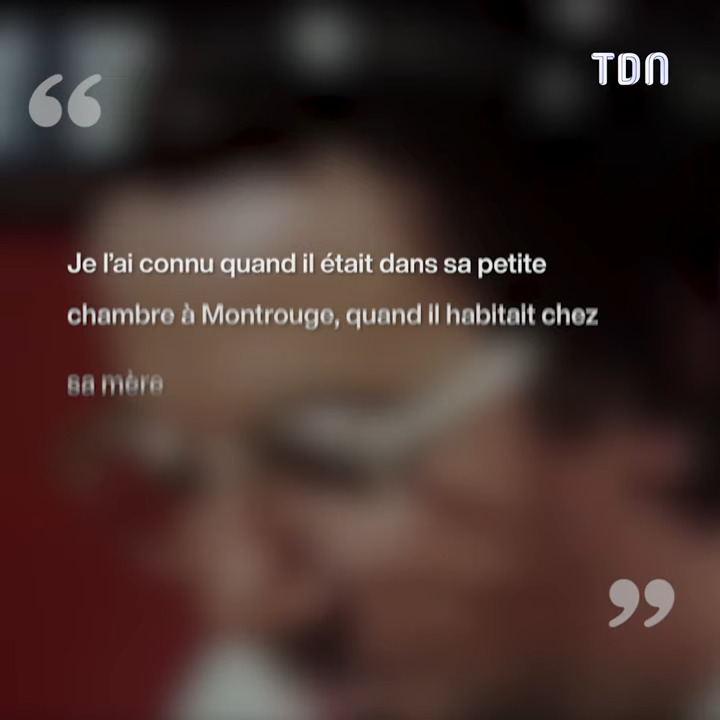 TDN
“
Je l’ai connu quand il était dans sa petite
chambre à Montrouge, quand il habitait chez
sa mère
”